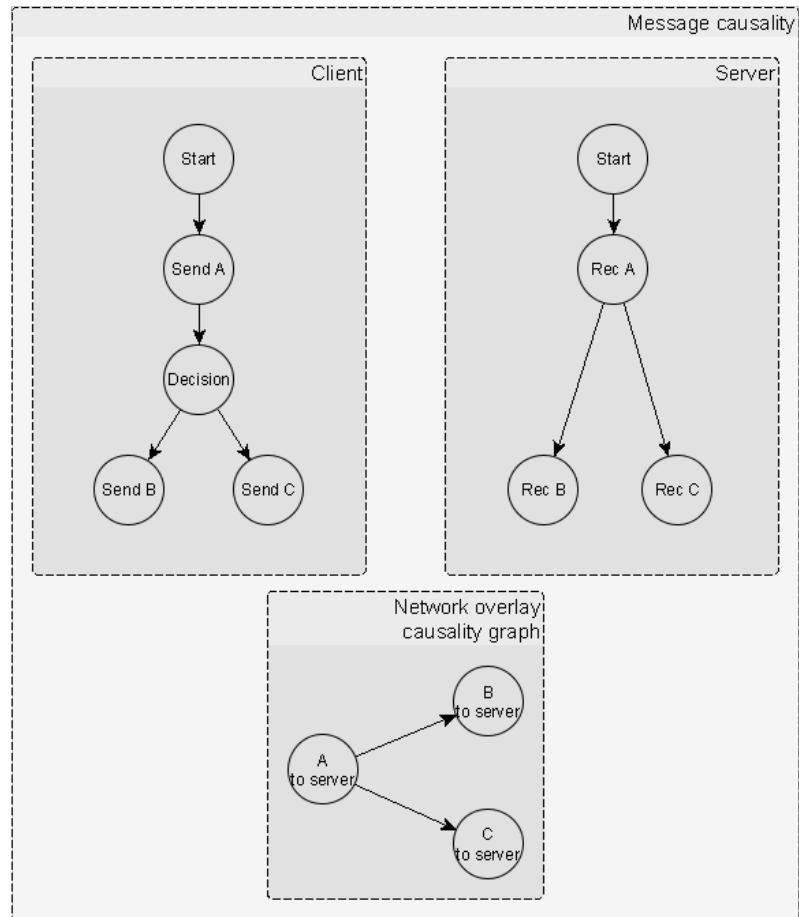 Message causality
Client
Start
Send A
Decision
Send B
Send C
Server
Start
Rec A
Rec B
Rec C
Network overlay
causality graph
A
to server
B
to server
C
to server